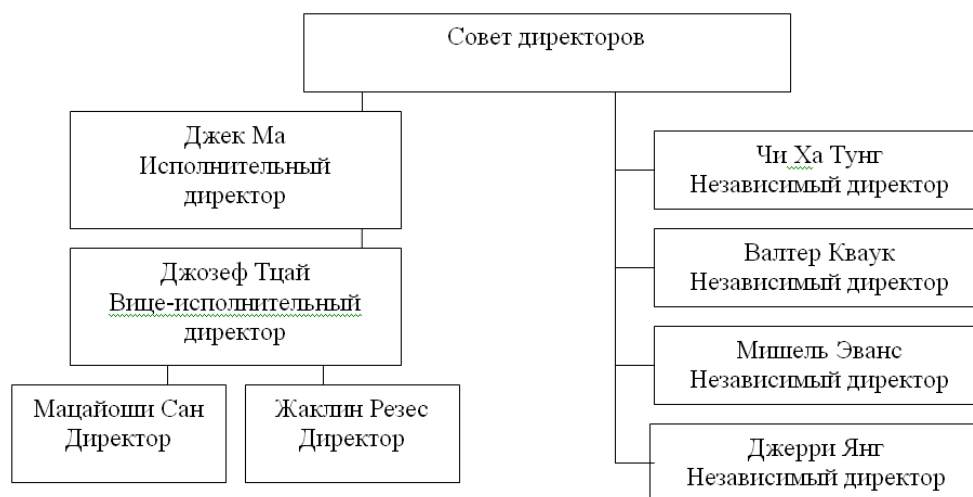 Совет директоров
Джек Ма
Исполнительный
директор
Джозеф Тцай
Вице-исполнительный
директор
Мацайоши Сан
Директор
Жаклин Резес
Директор
Чи Ха Тунг
Независимый директор
Валтер Кваук
Независимый директор
Мишель Эванс
Независимый директор
Джерри Янг
Независимый директор